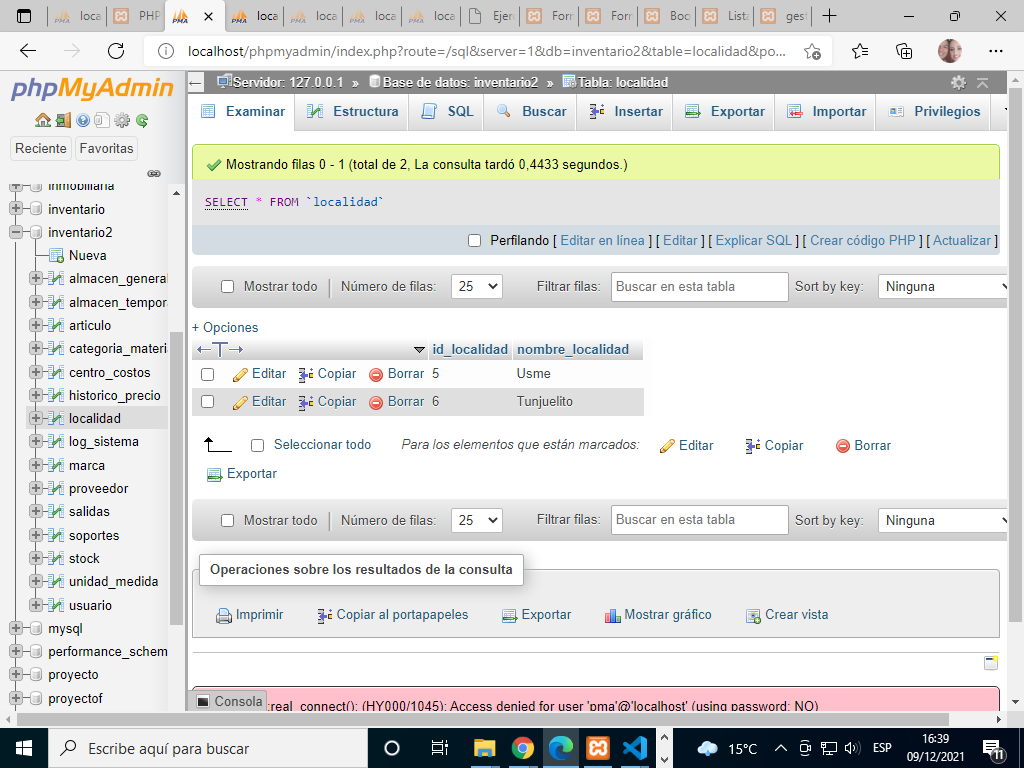 loca
PHP
loca
loca
loca
loca
Ejer
Forr
Forr
Boc
Lista
gest
localhost/phpmyadmin/index.php?route=/sql&server=1&db=inventario2&table=localidad&po...
phpMyAdmin
Reciente
Favoritas
inmobiliaria
inventario
inventario2
Nueva
almacen_genera
almacen_tempor
articulo
categoria_materi
centro_costos
historico_precio
localidad
log_sistema
marca
proveedor
salidas
soportes
stock
unidad_medida
usuario
mysql
performance_schem
proyecto
proyectof
Servidor: 127.0.0.1 » Base de datos: inventario2 » Tabla: localidad
Examinar Estructura SQL Buscar Insertar Exportar Importar Privilegios
Mostrando filas 0 - 1 (total de 2, La consulta tardó 0,4433 segundos.)
SELECT * FROM `localidad`
Perfilando [ Editar en línea ] [ Editar ] [ Explicar SQL ] [ Crear código PHP ] [ Actualizar ]
Mostrar todo | Número de filas: 25 Filtrar filas: Buscar en esta tabla Sort by key: Ninguna
+ Opciones
←T→ id_localidad nombre_localidad
Editar Copiar Borrar 5 Usme
Editar Copiar Borrar 6 Tunjuelito
Seleccionar todo Para los elementos que están marcados: Editar Copiar Borrar
Exportar
Mostrar todo | Número de filas: 25 Filtrar filas: Buscar en esta tabla Sort by key: Ninguna
Operaciones sobre los resultados de la consulta
Imprimir Copiar al portapapeles Exportar Mostrar gráfico Crear vista
Consola
:real_connect(): (HY000/1045): Access denied for user 'pma'@'localhost' (using password: NO)
Escribe aquí para buscar
15°C
ESP
16:39
09/12/2021
11